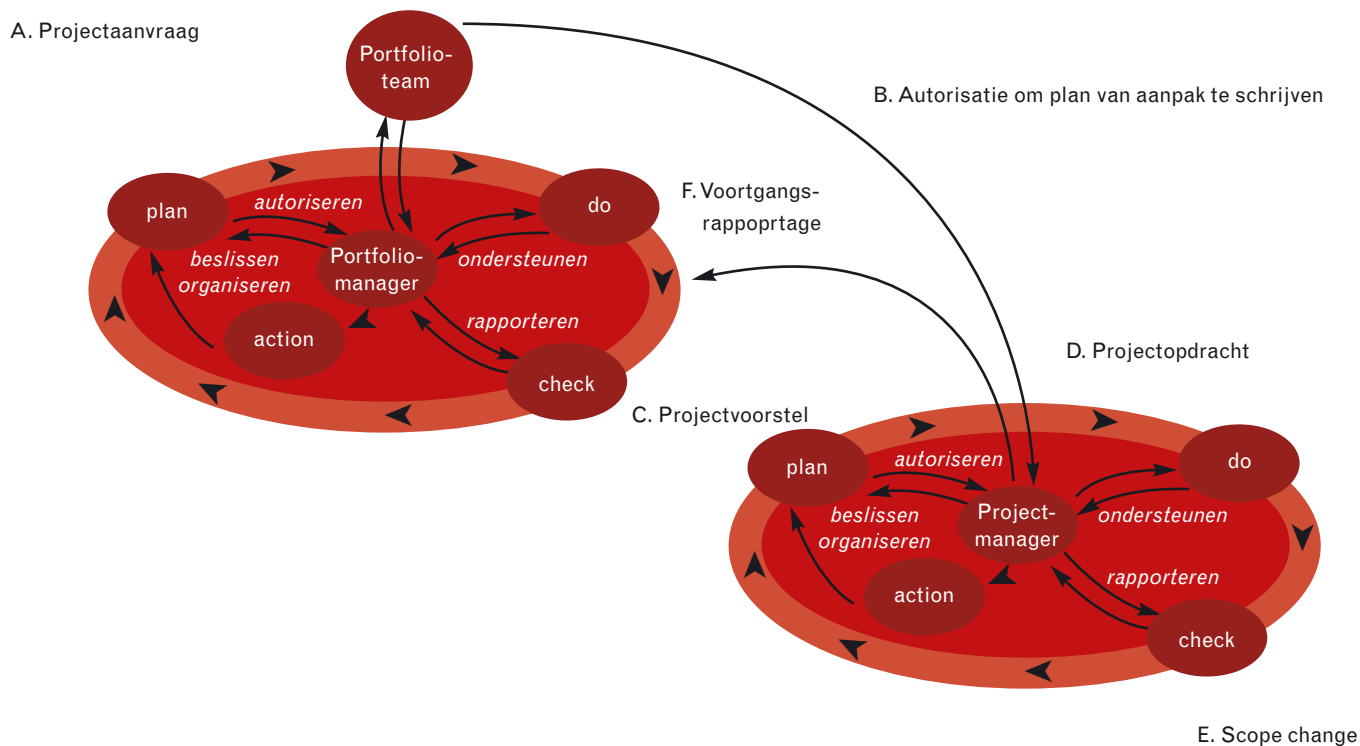 A. Projectaanvraag
Portfolio-
team
B. Autorisatie om plan van aanpak te schrijven
plan
autoriseren
do
F. Voortgangs-
rappoprtage
beslissen
organiseren
Portfolio-
manager
ondersteunen
action
rapporteren
check
D. Projectopdracht
C. Projectvoorstel
plan
autoriseren
do
beslissen
organiseren
Project-
manager
ondersteunen
action
rapporteren
check
E. Scope change